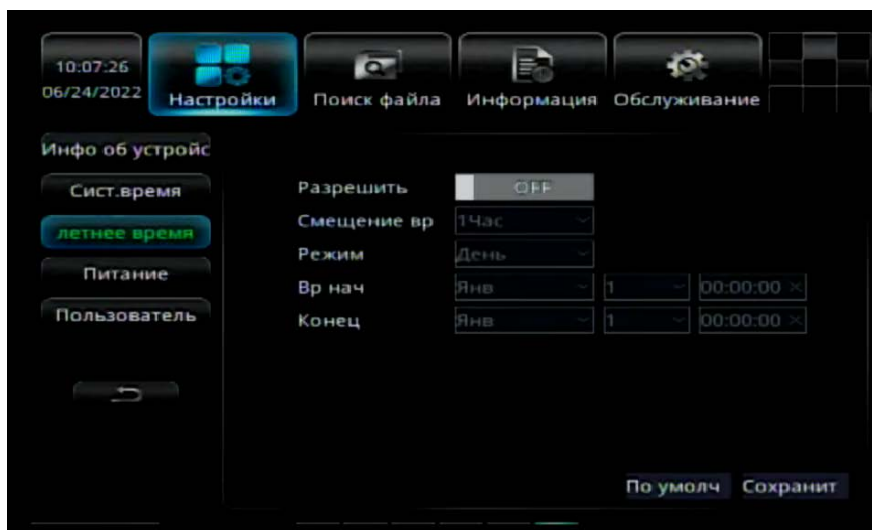 10:07:26
06/24/2022
Настройки
Поиск файла
Информация
Обслуживание
Инфо об устройс
Сист.время
летнее время
Питание
Пользователь
Разрешить OFF
Смещение вр 1Час
Режим День
Вр нач Янв 1 00:00:00
Конец Янв 1 00:00:00
По умолч Сохранит